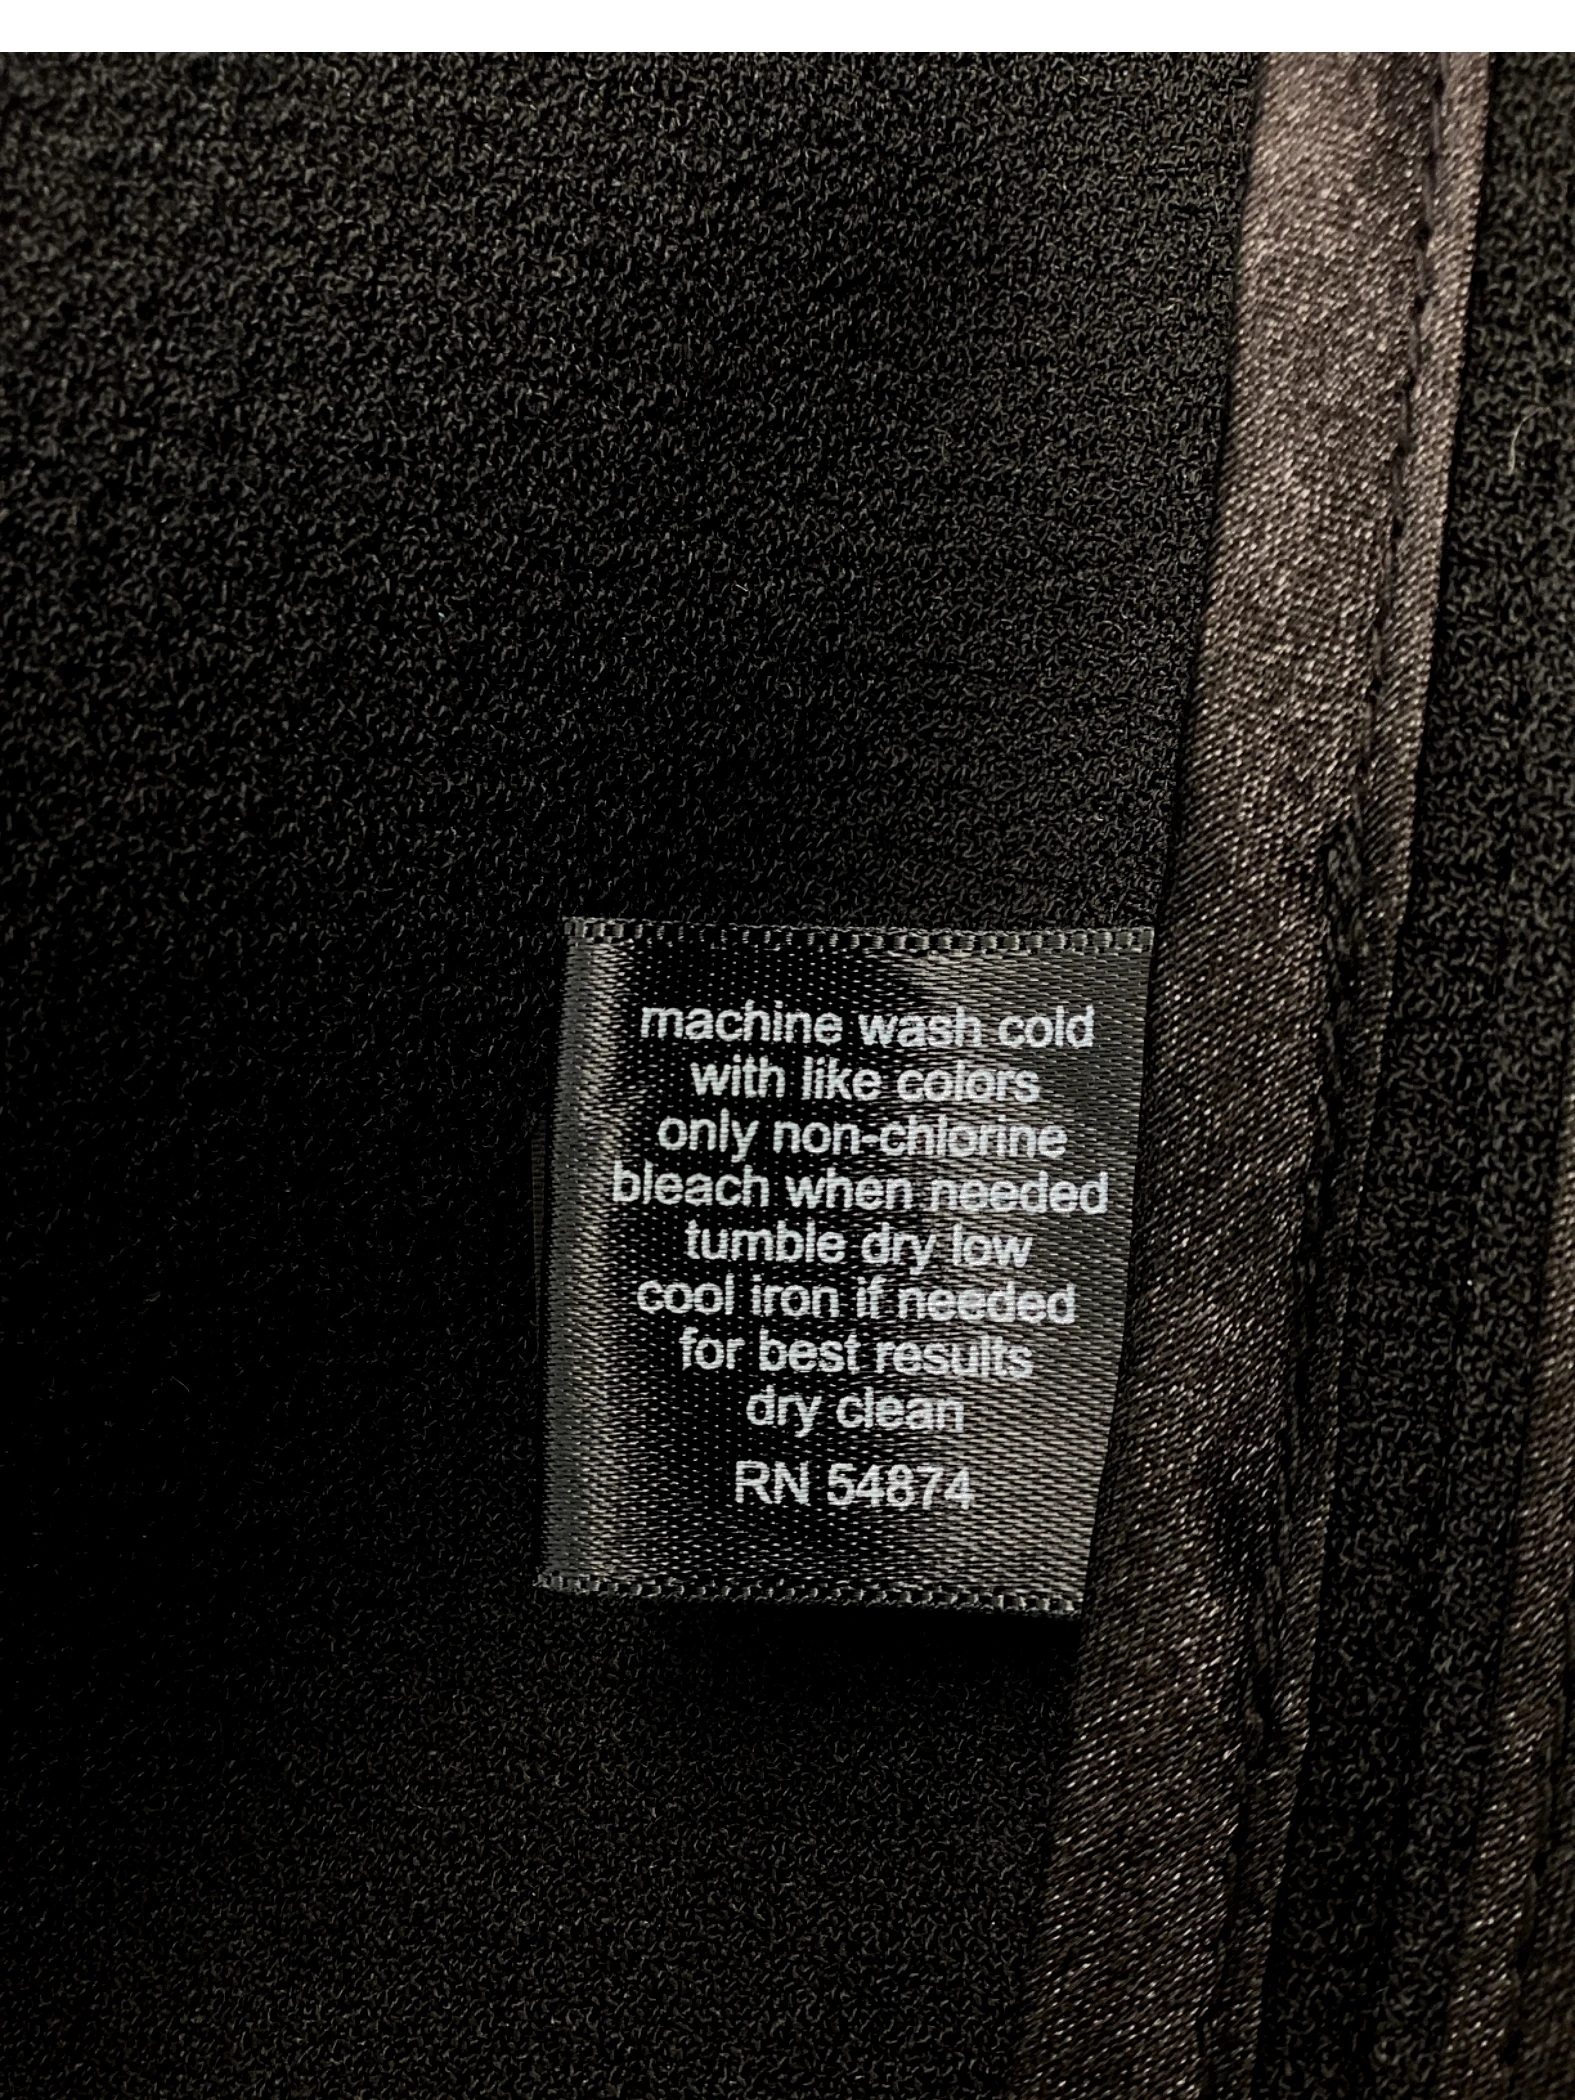 machine wash cold
with like colors
only non-chlorine
bleach when needed
tumble dry low
cool iron if needed
for best results
dry clean
RN 54874